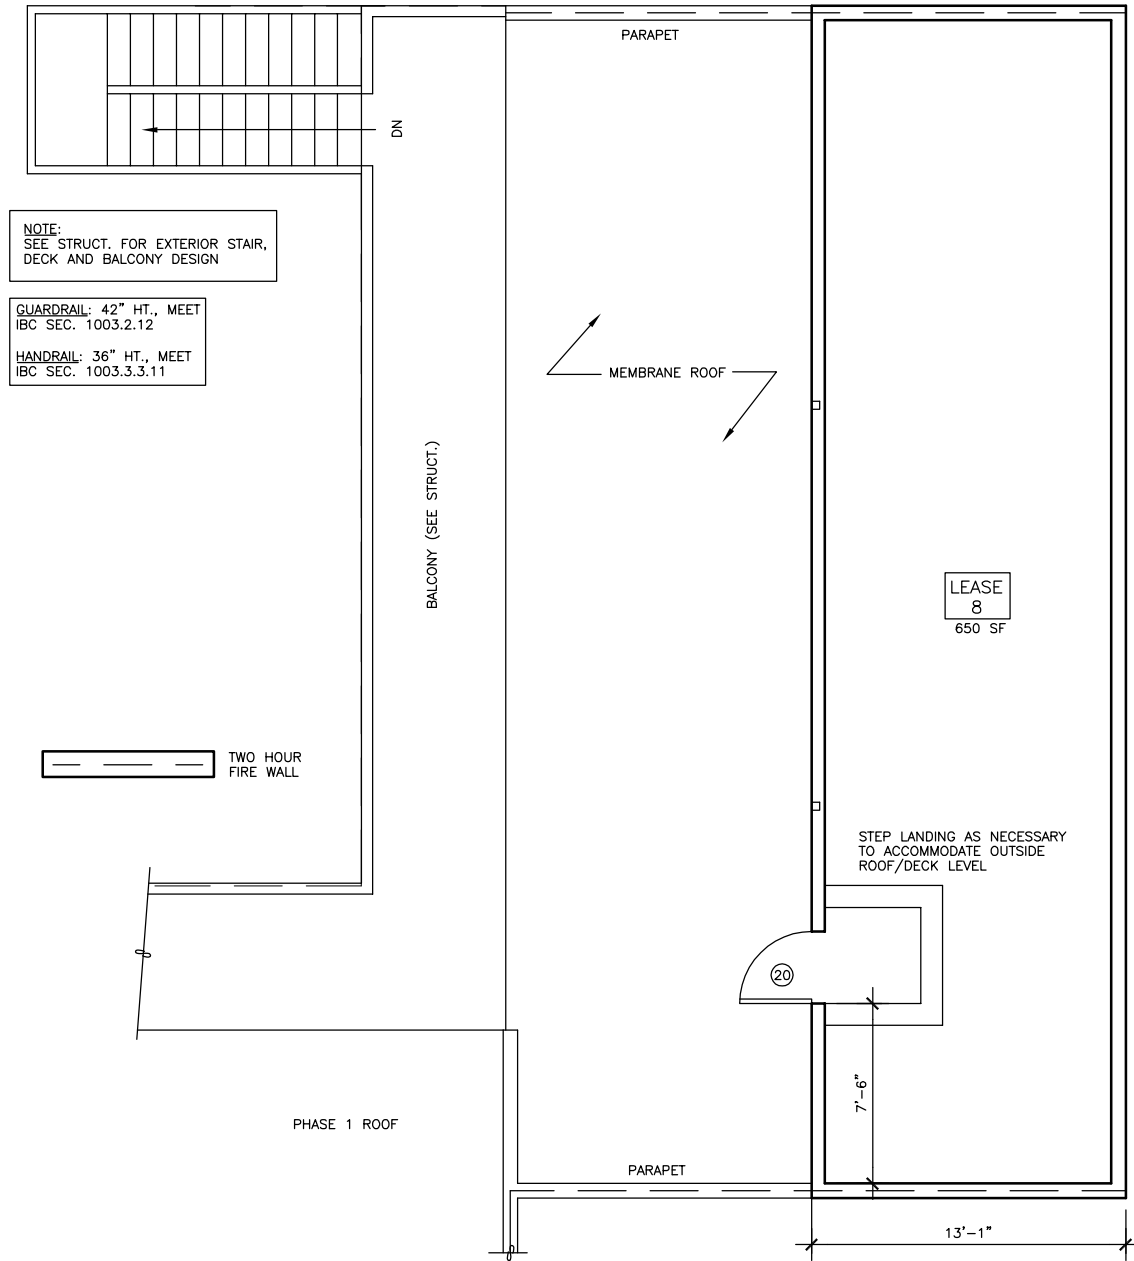 PARAPET
DN
NOTE:
SEE STRUCT. FOR EXTERIOR STAIR,
DECK AND BALCONY DESIGN
GUARDRAIL: 42" HT., MEET
IBC SEC. 1003.2.12
HANDRAIL: 36" HT., MEET
IBC SEC. 1003.3.3.11
MEMBRANE ROOF
BALCONY (SEE STRUCT.)
LEASE
8
650 SF
TWO HOUR
FIRE WALL
STEP LANDING AS NECESSARY
TO ACCOMMODATE OUTSIDE
ROOF/DECK LEVEL
20
7'-6"
PHASE 1 ROOF
PARAPET
13'-1"